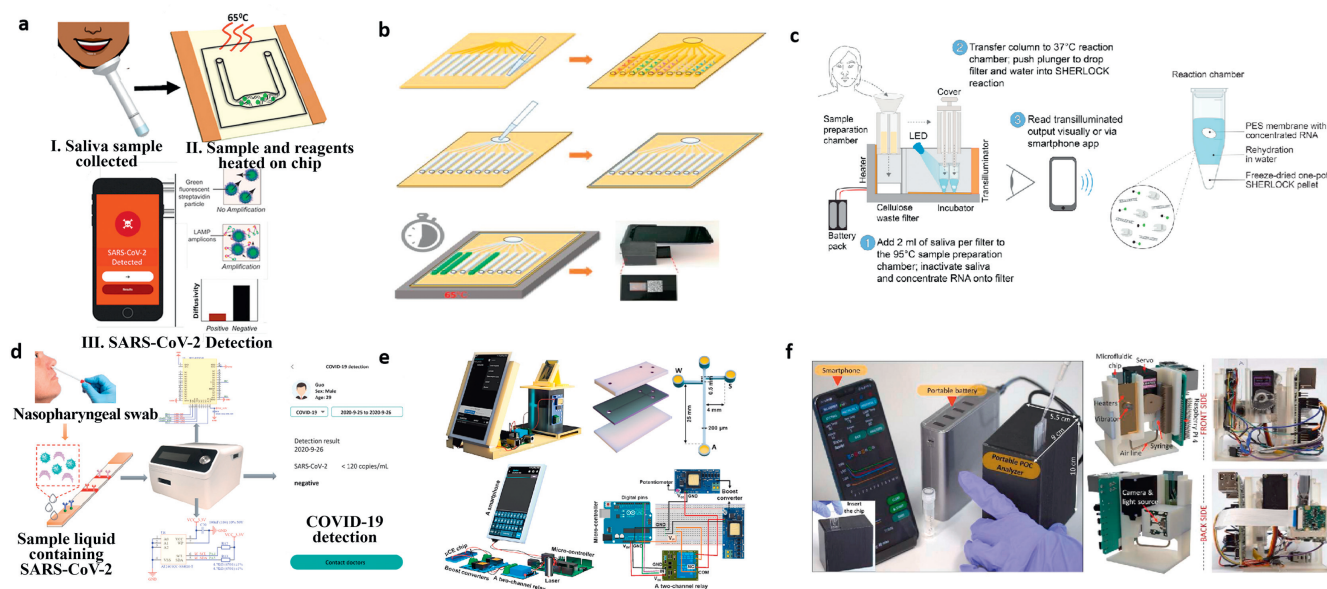 a
65°C
I. Saliva sample
collected
II. Sample and reagents
heated on chip
SARS-CoV-2
Detected
Green
fluorescent
streptavidin
particle
No Amplification
LAMP
amplicons
Amplification
Diffusivity
Positive Negative
III. SARS-CoV-2 Detection
b
65°C
c
Sample
preparation
chamber
Cover
LED
Heater
Transilluminator
Cellulose
waste filter
Incubator
Battery
pack
1 Add 2 ml of saliva per filter to
the 95°C sample preparation
chamber; inactivate saliva
and concentrate RNA onto filter
2 Transfer column to 37°C reaction
chamber; push plunger to drop
filter and water into SHERLOCK
reaction
3 Read transilluminated
output visually or via
smartphone app
Reaction chamber
PES membrane with
concentrated RNA
Rehydration
in water
Freeze-dried one-pot
SHERLOCK pellet
d
Nasopharyngeal swab
Sample liquid
containing
SARS-CoV-2
COVID-19 detection
Guo
Sex: Male
Age: 29
COVID-19
2020-9-25 to 2020-9-26
Detection result
2020-9-26
SARS-CoV-2 < 120 copies/mL
negative
COVID-19
detection
Contact doctors
e
W
S
A
0.5 mm
4 mm
25 mm
200 μm
A smartphone
μCE chip
Boost converters
A two-channel relay
Laser
Micro-controller
Potentiometer
Boost
converter
Digital pins
Micro-controller
GND
COM
NC
A two-channel relay
f
Smartphone
Portable battery
Portable POC
Analyzer
5.5 cm
9 cm
10 cm
Insert
the chip
Microfluidic
chip
Servo
Heaters
Vibrator
Air line
Syringe
Raspberry Pi 4
FRONT SIDE
Camera &
light source
BACK SIDE